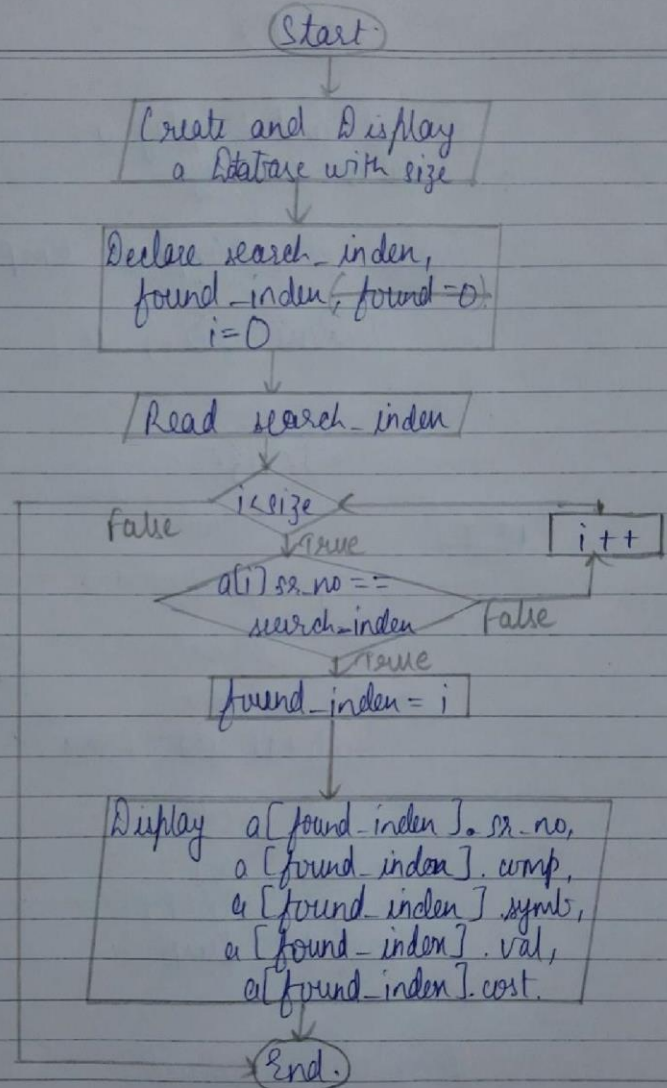 Start.
Create and Display
a Database with size
Declare search_index,
found_index, found=0
i=0
Read search_index
i<size
False
i++
True
a[i] sr_no ==
search_index
False
True
found_index = i
Display a[found_index].sr_no,
a[found_index].comp,
a[found_index].symb,
a[found_index].val,
a[found_index].cost.
End.